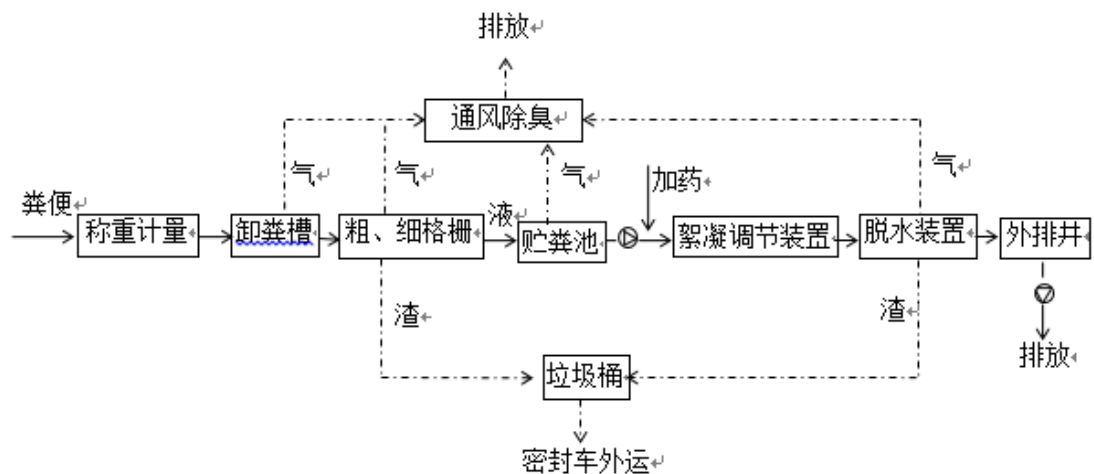 排放
通风除臭
气
气
气
气
加药
粪便
称重计量
卸粪槽
粗、细格栅
液
贮粪池
絮凝调节装置
脱水装置
外排井
渣
渣
排放
垃圾桶
密封车外运